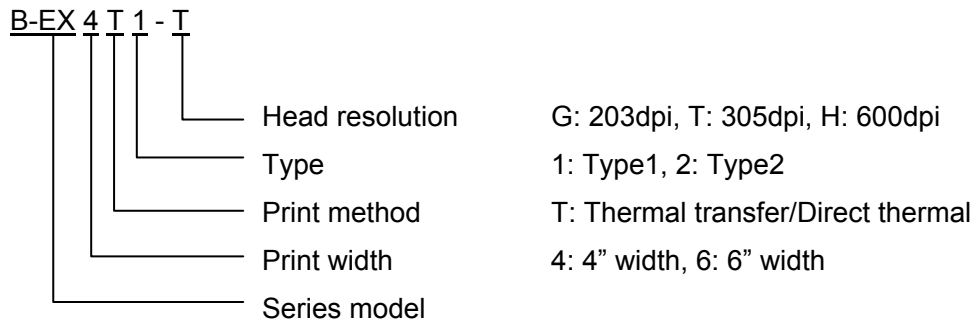 B-EX 4 T 1 - T
Head resolution G: 203dpi, T: 305dpi, H: 600dpi
Type 1: Type1, 2: Type2
Print method T: Thermal transfer/Direct thermal
Print width 4: 4” width, 6: 6” width
Series model